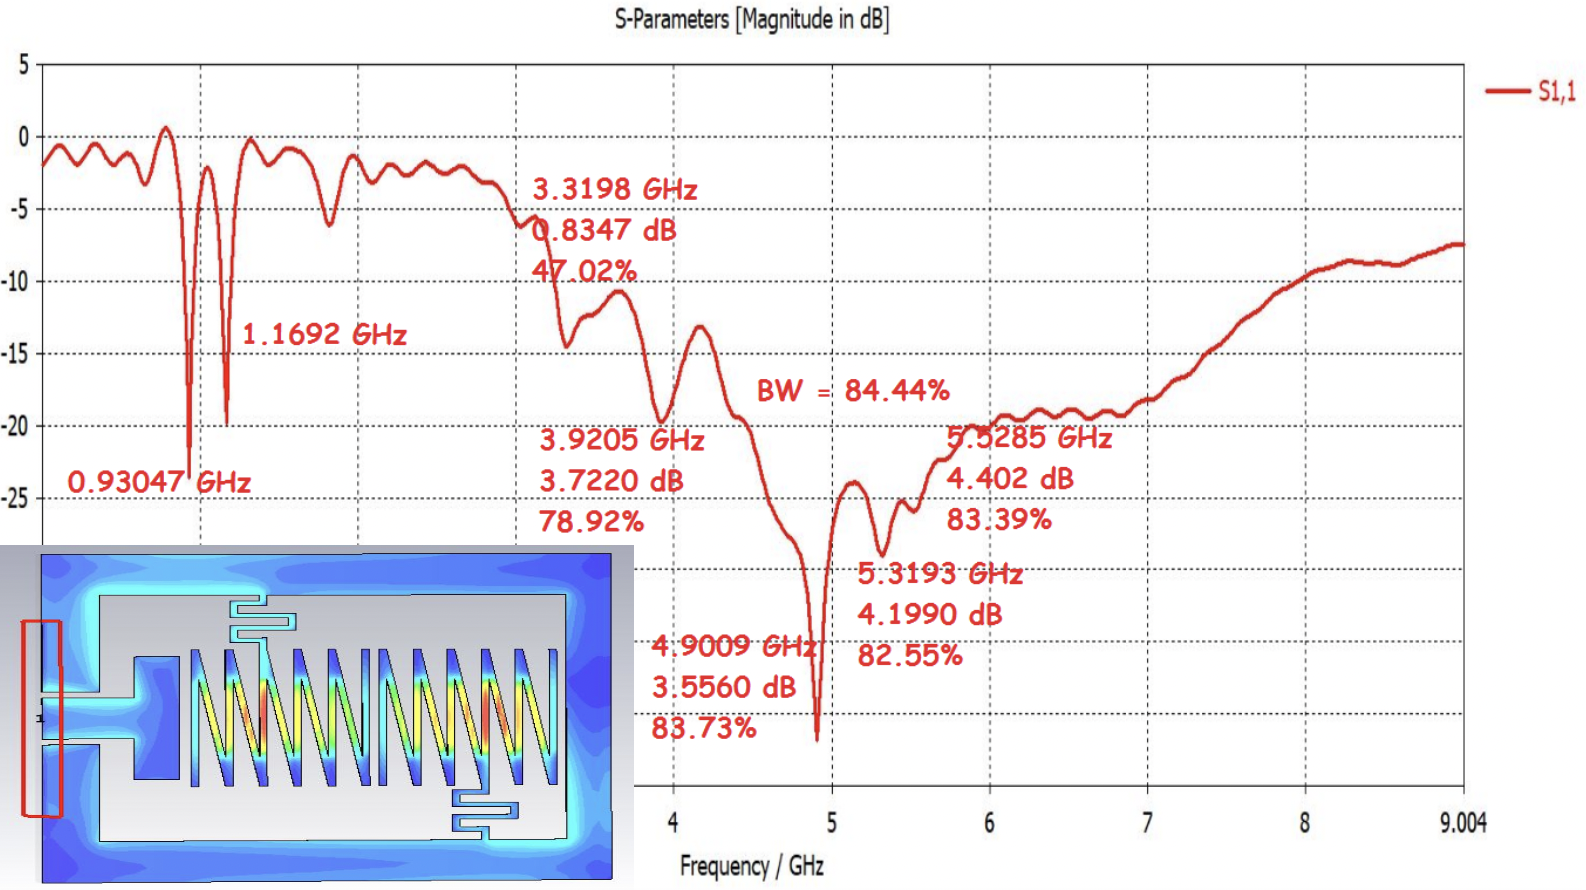 S-Parameters [Magnitude in dB]
5
0
-5
-10
-15
-20
-25
S1,1
3.3198 GHz
0.8347 dB
47.02%
1.1692 GHz
0.93047 GHz
BW = 84.44%
3.9205 GHz
3.7220 dB
78.92%
5.5285 GHz
4.402 dB
83.39%
5.3193 GHz
4.1990 dB
82.55%
4.9009 GHz
3.5560 dB
83.73%
1
4 5 6 7 8 9.004
Frequency / GHz